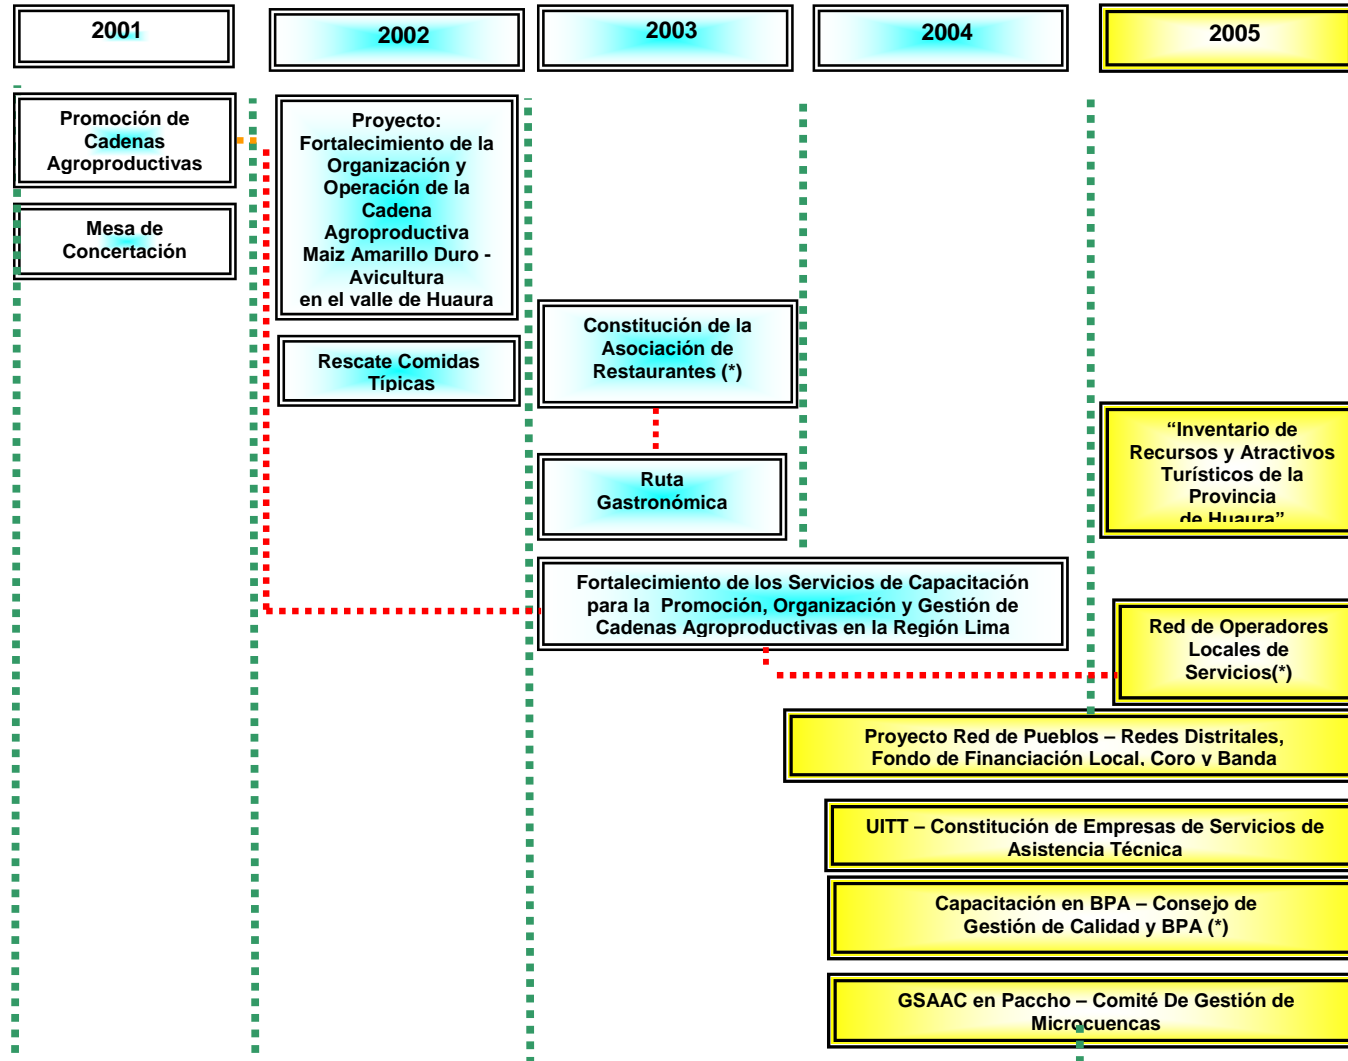 2001
2002
2003
2004
2005
Promoción de
Cadenas
Agroproductivas
Mesa de
Concertación
Proyecto:
Fortalecimiento de la
Organización y
Operación de la
Cadena
Agroproductiva
Maiz Amarillo Duro -
Avicultura
en el valle de Huaura
Rescate Comidas
Típicas
Constitución de la
Asociación de
Restaurantes (*)
Ruta
Gastronómica
“Inventario de
Recursos y Atractivos
Turísticos de la
Provincia
de Huaura”
Fortalecimiento de los Servicios de Capacitación
para la Promoción, Organización y Gestión de
Cadenas Agroproductivas en la Región Lima
Red de Operadores
Locales de
Servicios(*)
Proyecto Red de Pueblos – Redes Distritales,
Fondo de Financiación Local, Coro y Banda
UITT – Constitución de Empresas de Servicios de
Asistencia Técnica
Capacitación en BPA – Consejo de
Gestión de Calidad y BPA (*)
GSAAC en Paccho – Comité De Gestión de
Microcuencas